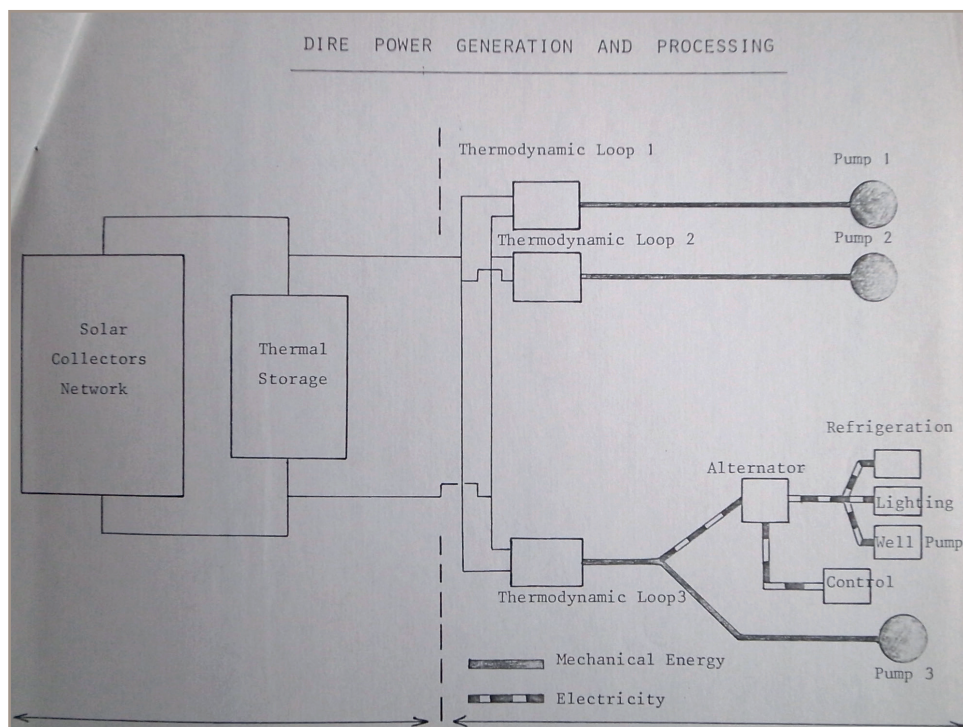 DIRE POWER GENERATION AND PROCESSING
Thermodynamic Loop 1
Pump 1
Thermodynamic Loop 2
Pump 2
Solar
Collectors
Network
Thermal
Storage
Refrigeration
Alternator
Lighting
Well Pump
Control
Thermodynamic Loop3
Mechanical Energy
Pump 3
Electricity